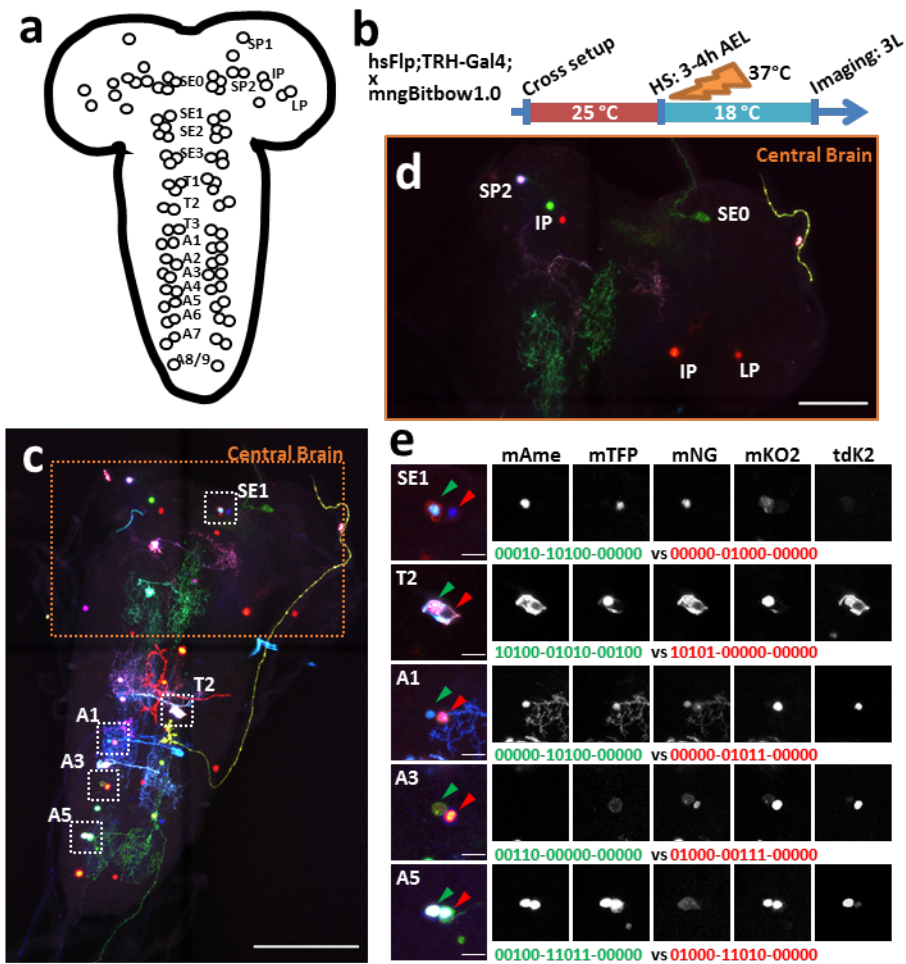 a
SP1
IP
SE0
SP2
LP
SE1
SE2
SE3
T1
T2
T3
A1
A2
A3
A4
A5
A6
A7
A8/9
b
hsFlp;TRH-Gal4;
x
mngBitbow1.0
Cross setup
HS: 3-4h AEL
37°C
Imaging: 3L
25 °C
18 °C
d
Central Brain
SP2
IP
SE0
IP
LP
c
Central Brain
SE1
T2
A1
A3
A5
e
mAme mTFP mNG mKO2 tdK2
SE1
00010-10100-00000 vs 00000-01000-00000
T2
10100-01010-00100 vs 10101-00000-00000
A1
00000-10100-00000 vs 00000-01011-00000
A3
00110-00000-00000 vs 01000-00111-00000
A5
00100-11011-00000 vs 01000-11010-00000